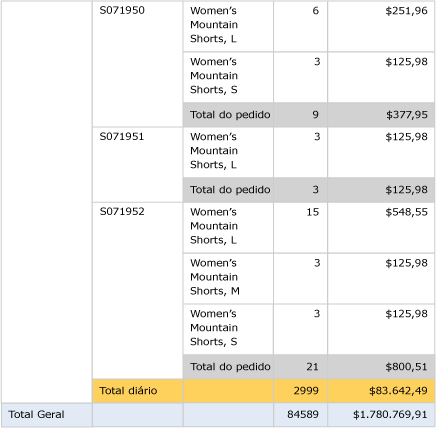 S071950 Women's 6 $251,96
Mountain
Shorts, L
Women's 3 $125,98
Mountain
Shorts, S
Total do pedido 9 $377,95
S071951 Women's 3 $125,98
Mountain
Shorts, L
Total do pedido 3 $125,98
S071952 Women's 15 $548,55
Mountain
Shorts, L
Women's 3 $125,98
Mountain
Shorts, M
Women's 3 $125,98
Mountain
Shorts, S
Total do pedido 21 $800,51
Total diário 2999 $83.642,49
Total Geral 84589 $1.780.769,91